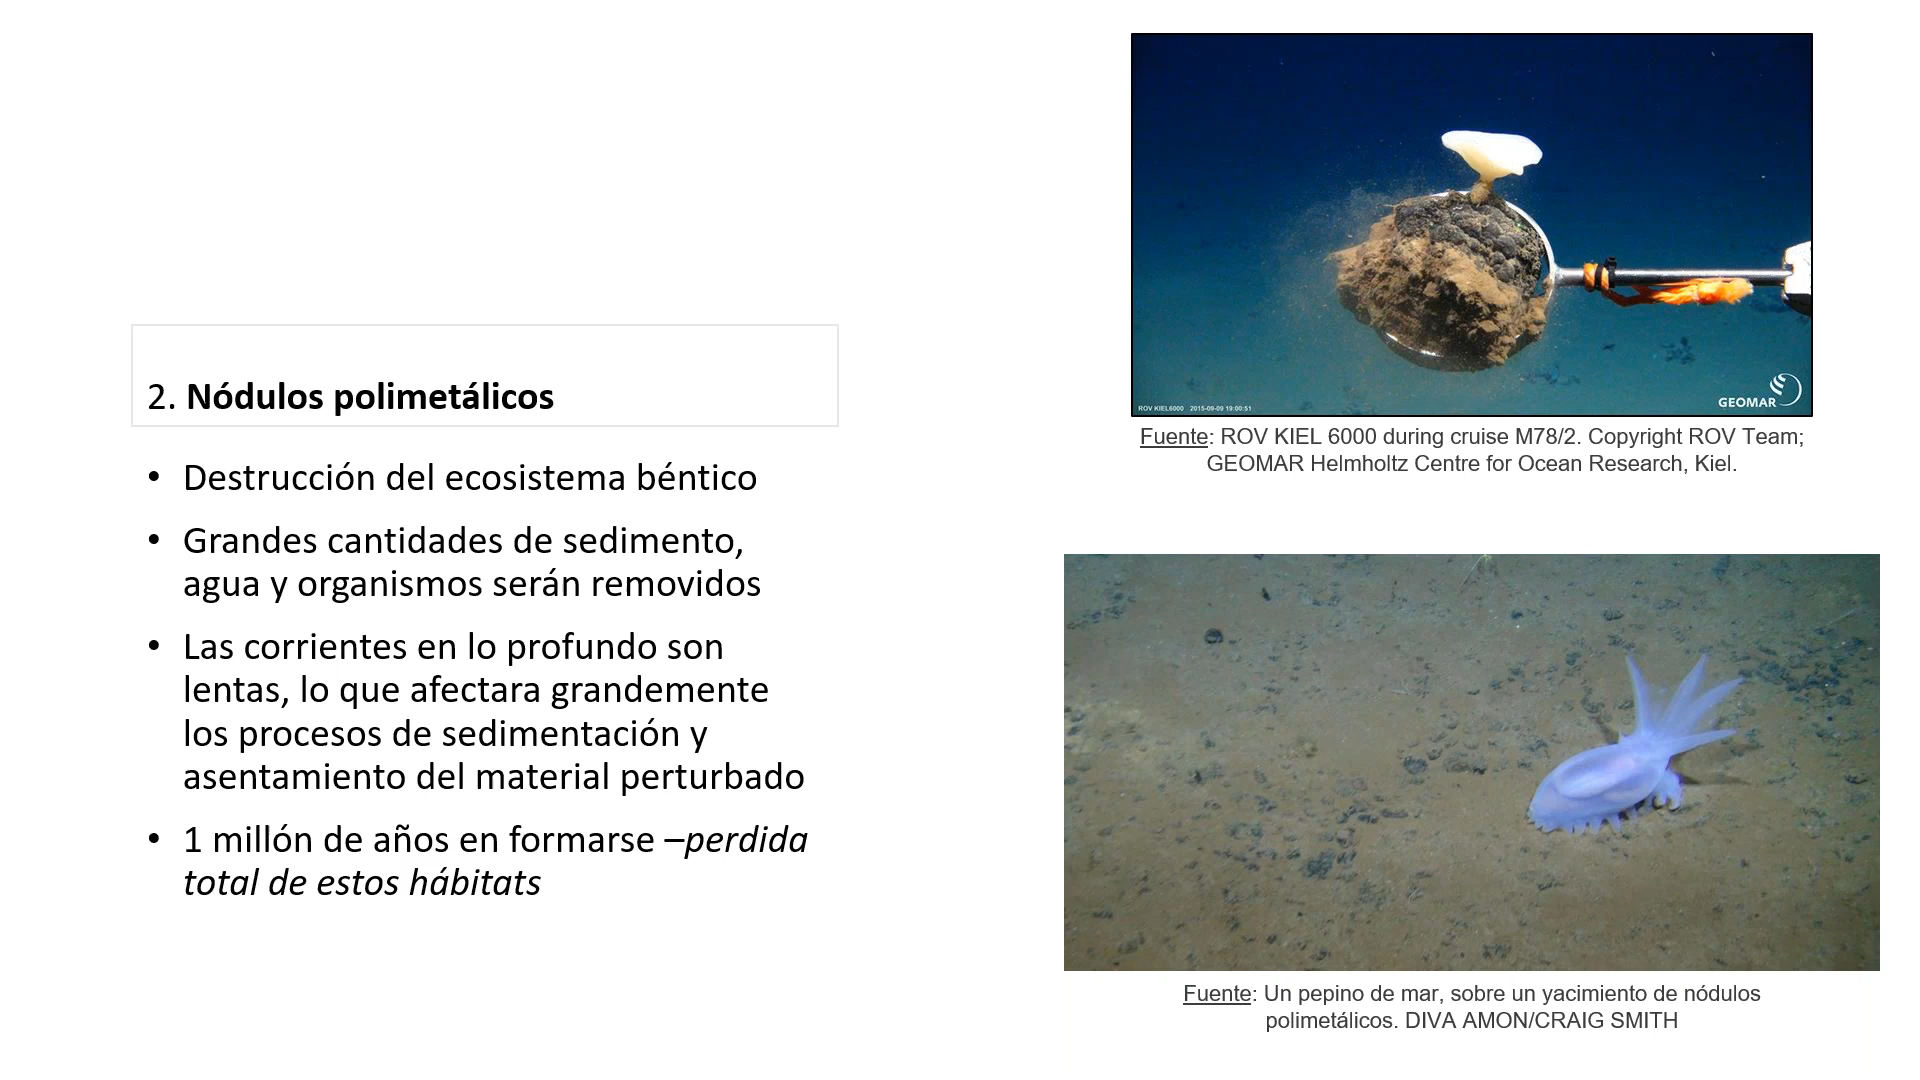 2. Nódulos polimetálicos
• Destrucción del ecosistema béntico
• Grandes cantidades de sedimento,
agua y organismos serán removidos
• Las corrientes en lo profundo son
lentas, lo que afectara grandemente
los procesos de sedimentación y
asentamiento del material perturbado
• 1 millón de años en formarse –perdida
total de estos hábitats
ROV KIEL6000 2015-09-09 19:00:51
GEOMAR
Fuente: ROV KIEL 6000 during cruise M78/2. Copyright ROV Team;
GEOMAR Helmholtz Centre for Ocean Research, Kiel.
Fuente: Un pepino de mar, sobre un yacimiento de nódulos
polimetálicos. DIVA AMON/CRAIG SMITH